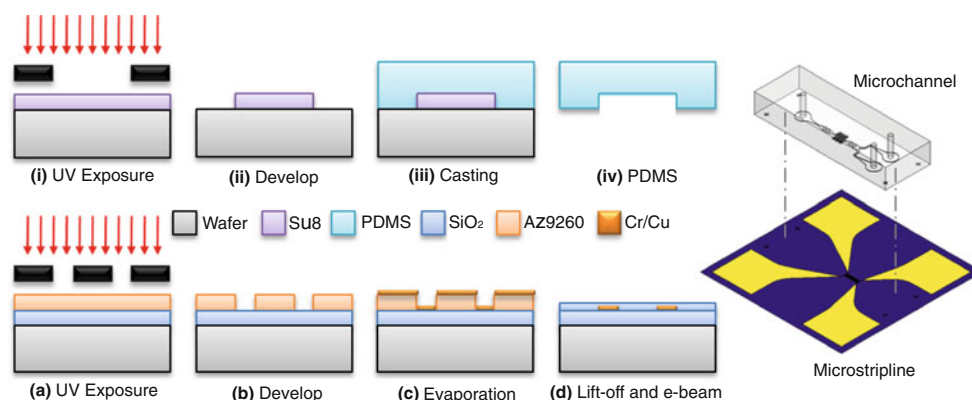 Microchannel
(i) UV Exposure
(ii) Develop
(iii) Casting
(iv) PDMS
Wafer
Su8
PDMS
SiO₂
Az9260
Cr/Cu
Microstripline
(a) UV Exposure
(b) Develop
(c) Evaporation
(d) Lift-off and e-beam